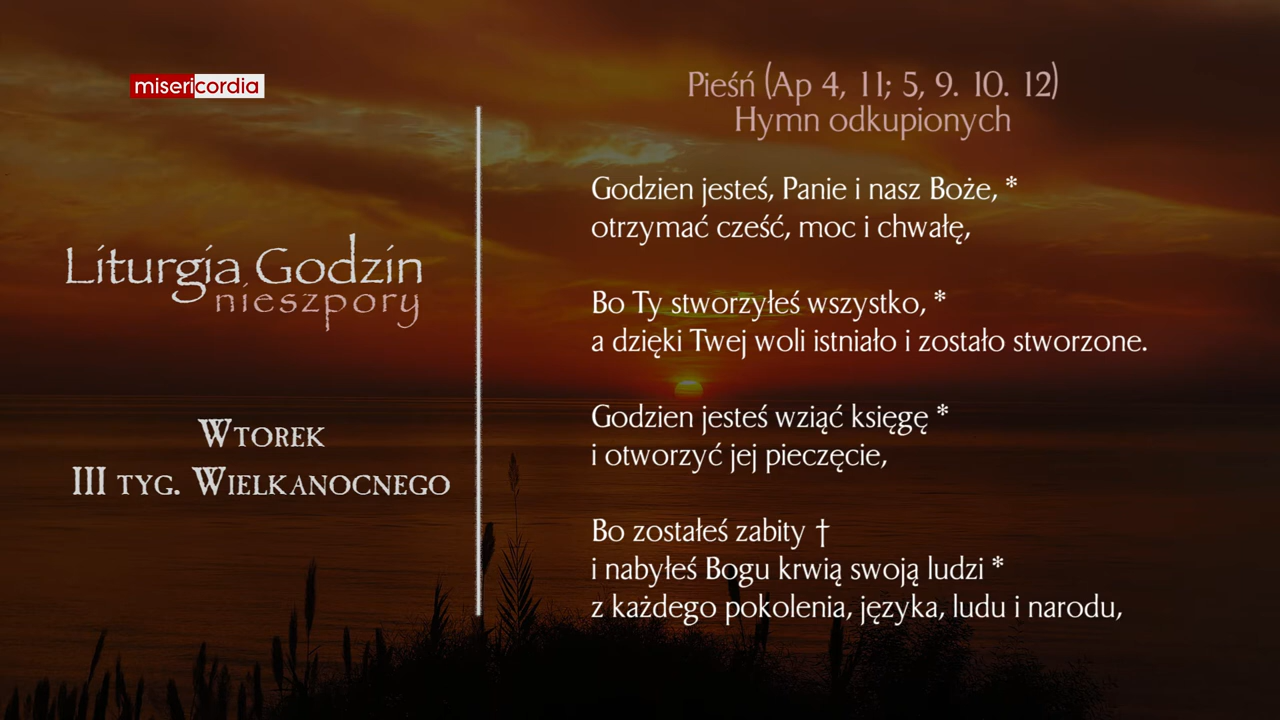 misericordia
Liturgia Godzin
nieszpory
Wtorek
III tyg. Wielkanocnego
Pieśń (Ap 4, 11; 5, 9. 10. 12)
Hymn odkupionych
Godzien jesteś, Panie i nasz Boże, *
otrzymać cześć, moc i chwałę,
Bo Ty stworzyłeś wszystko, *
a dzięki Twej woli istniało i zostało stworzone.
Godzien jesteś wziąć księgę *
i otworzyć jej pieczęcie,
Bo zostałeś zabity †
i nabyłeś Bogu krwią swoją ludzi *
z każdego pokolenia, języka, ludu i narodu,